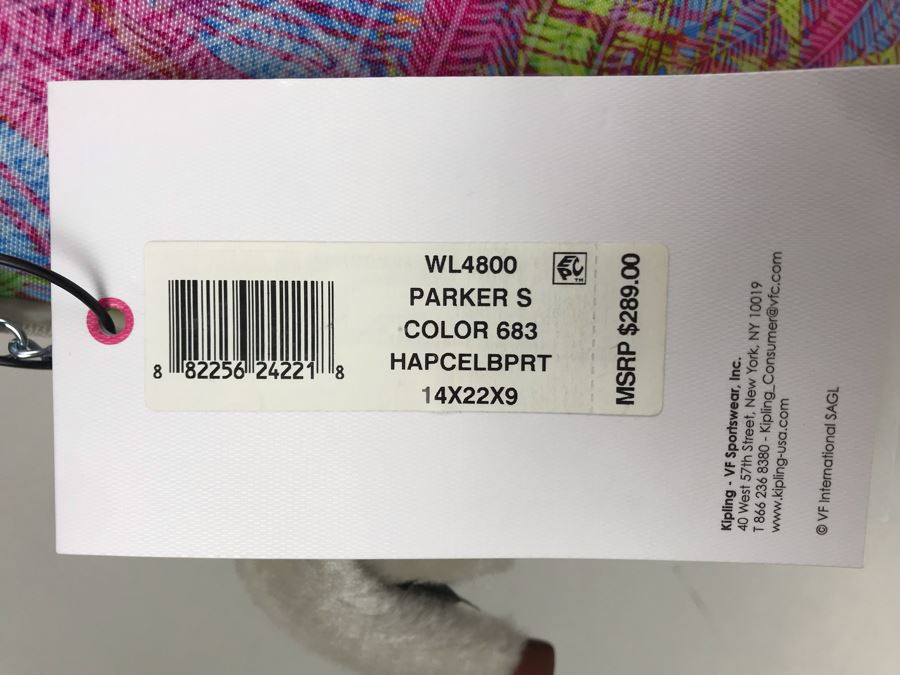 WL4800
PARKER S
COLOR 683
HAPCELBPRT
14X22X9
8 82256 24221 8
MSRP $289.00
Kipling - VF Sportswear, Inc.
40 West 57th Street, New York, NY 10019
T 866 236 8380 - Kipling_Consumer@vfc.com
www.kipling-usa.com
© VF International SAGL